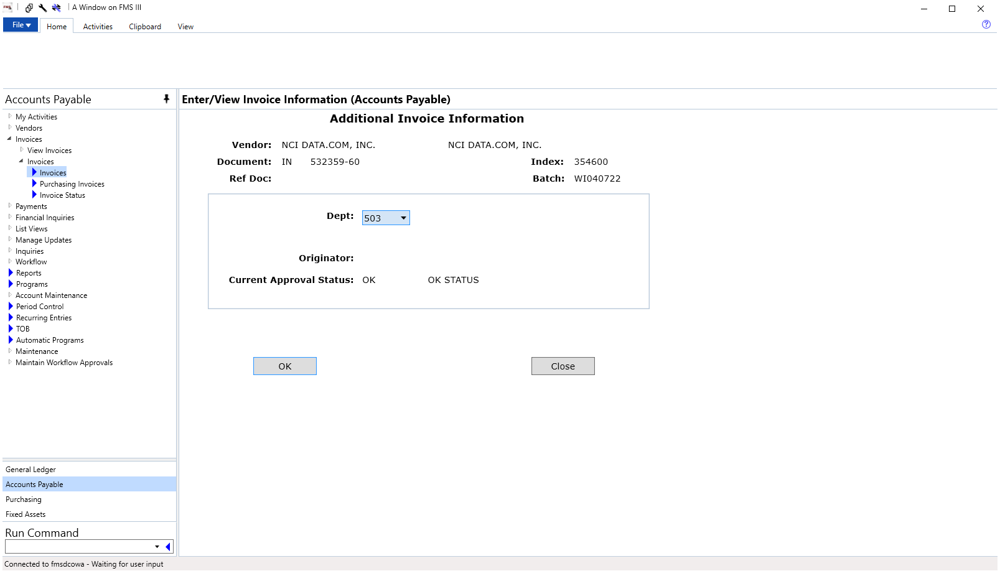 FMS
A Window on FMS III
File
Home
Activities
Clipboard
View
Accounts Payable
My Activities
Vendors
Invoices
View Invoices
Invoices
Invoices
Purchasing Invoices
Invoice Status
Payments
Financial Inquiries
List Views
Manage Updates
Inquiries
Workflow
Reports
Programs
Account Maintenance
Period Control
Recurring Entries
TOB
Automatic Programs
Maintenance
Maintain Workflow Approvals
General Ledger
Accounts Payable
Purchasing
Fixed Assets
Run Command
Enter/View Invoice Information (Accounts Payable)
Additional Invoice Information
Vendor: NCI DATA.COM, INC. NCI DATA.COM, INC.
Document: IN 532359-60 Index: 354600
Ref Doc: Batch: WI040722
Dept: 503
Originator:
Current Approval Status: OK OK STATUS
OK Close
Connected to fmsdcowa - Waiting for user input